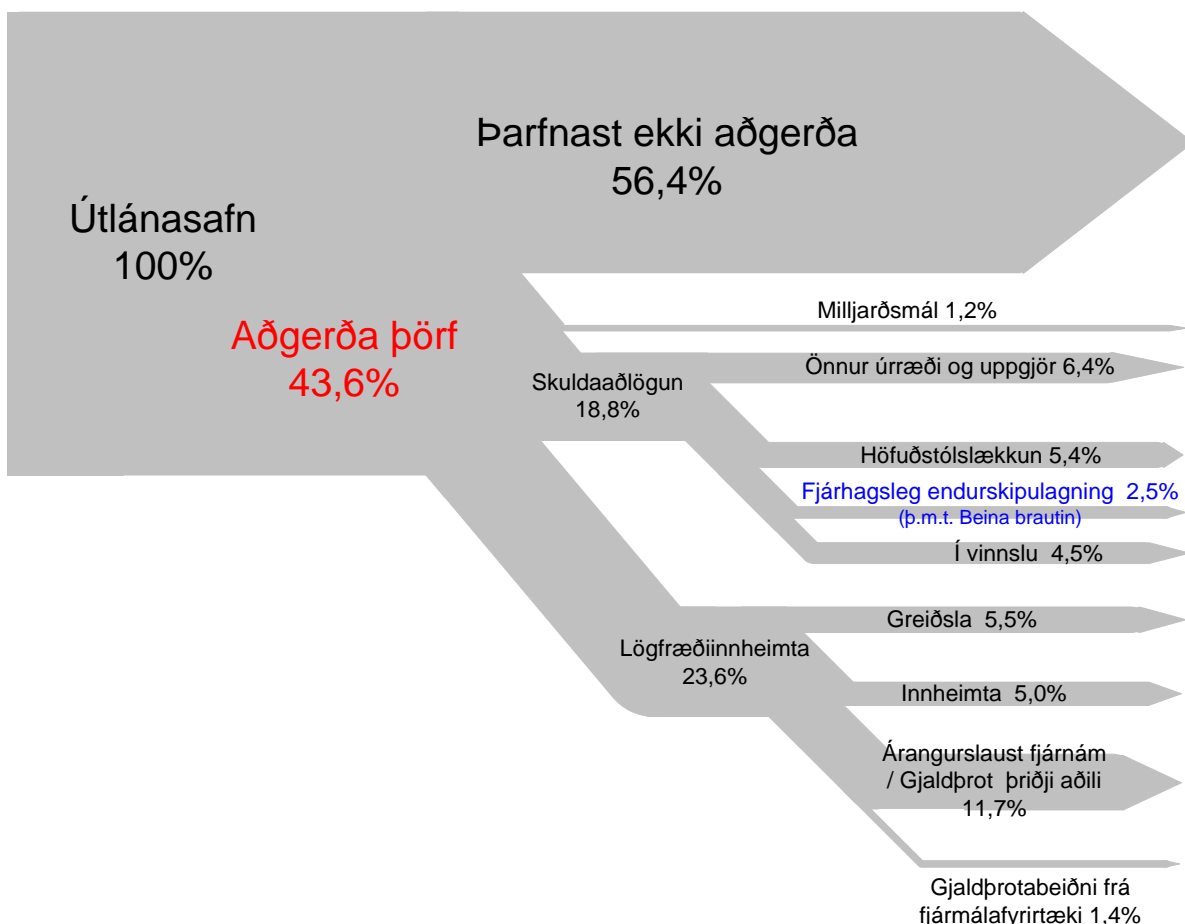 Þarfnast ekki aðgerða
56,4%
Útlánasafn
100%
Aðgerða þörf
43,6%
Milljarðsmál 1,2%
Önnur úrræði og uppgjör 6,4%
Skuldaaðlögun
18,8%
Höfuðstólslækkun 5,4%
Fjárhagsleg endurskipulagning 2,5%
(þ.m.t. Beina brautin)
Í vinnslu 4,5%
Greiðsla 5,5%
Lögfræðiinnheimta
23,6%
Innheimta 5,0%
Árangurslaust fjárnám
/ Gjaldþrot þriðji aðili
11,7%
Gjaldþrotabeiðni frá
fjármálafyrirtæki 1,4%